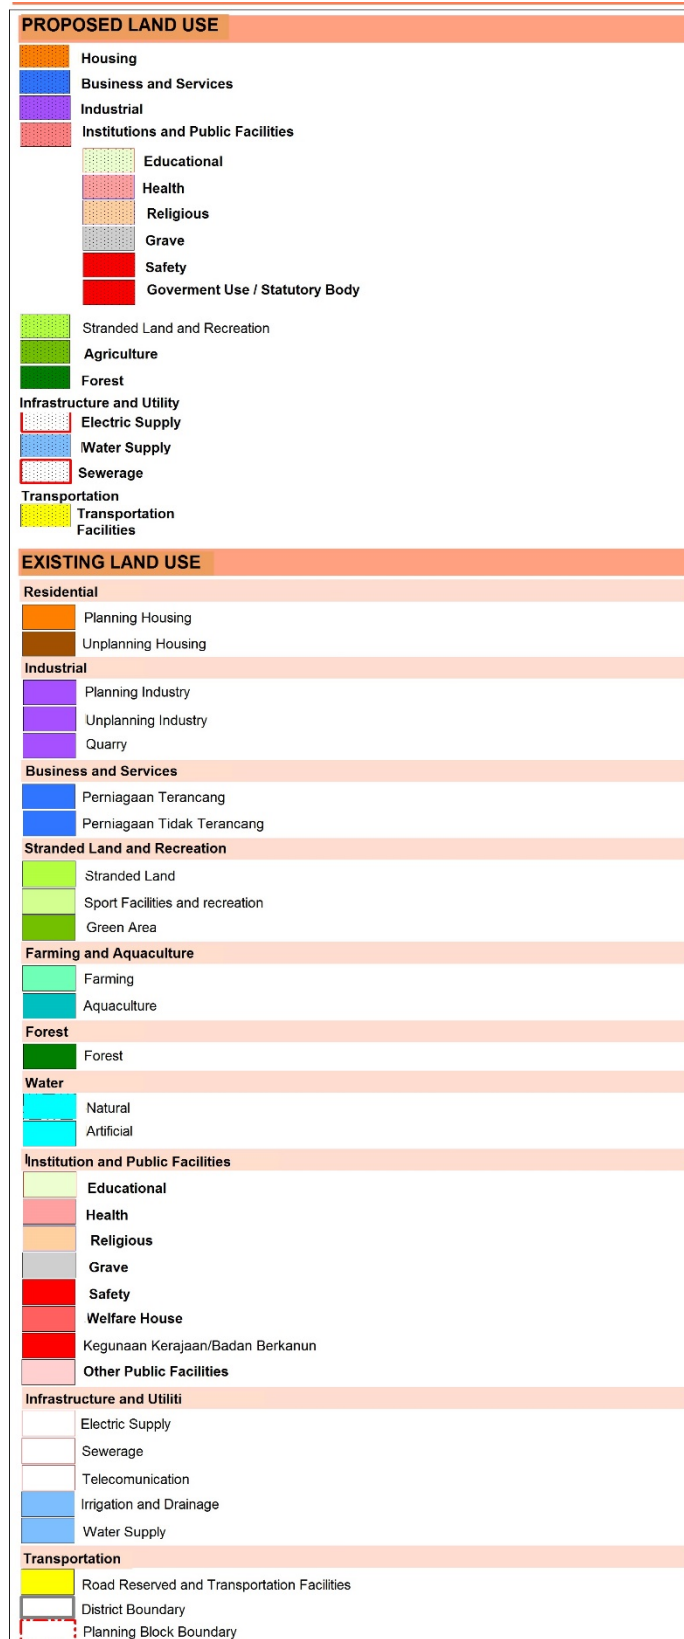 PROPOSED LAND USE
Housing
Business and Services
Industrial
Institutions and Public Facilities
Educational
Health
Religious
Grave
Safety
Goverment Use / Statutory Body
Stranded Land and Recreation
Agriculture
Forest
Infrastructure and Utility
Electric Supply
Water Supply
Sewerage
Transportation
Transportation
Facilities
EXISTING LAND USE
Residential
Planning Housing
Unplanning Housing
Industrial
Planning Industry
Unplanning Industry
Quarry
Business and Services
Perniagaan Terancang
Perniagaan Tidak Terancang
Stranded Land and Recreation
Stranded Land
Sport Facilities and recreation
Green Area
Farming and Aquaculture
Farming
Aquaculture
Forest
Forest
Water
Natural
Artificial
Institution and Public Facilities
Educational
Health
Religious
Grave
Safety
Welfare House
Kegunaan Kerajaan/Badan Berkanun
Other Public Facilities
Infrastructure and Utiliti
Electric Supply
Sewerage
Telecomunication
Irrigation and Drainage
Water Supply
Transportation
Road Reserved and Transportation Facilities
District Boundary
Planning Block Boundary